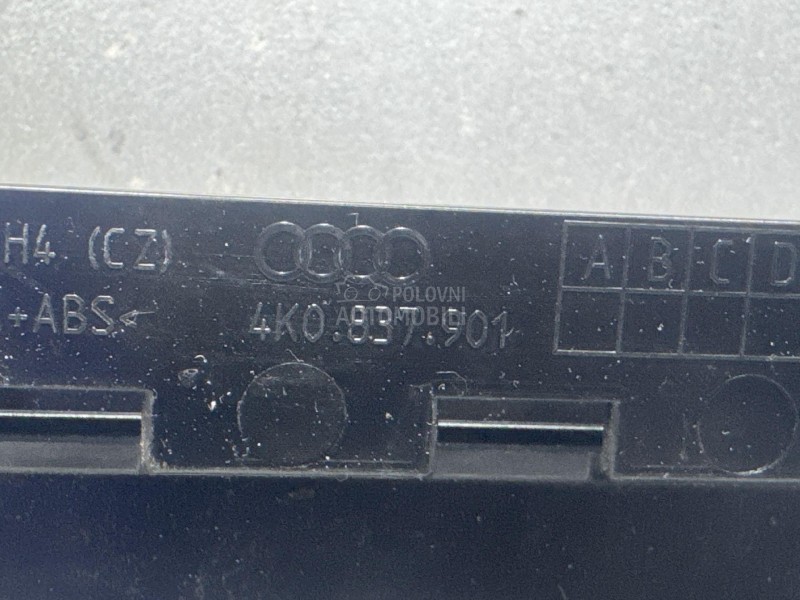 H4 (CZ)
+ABS<
4K0.837.901
A B C D
POLOVNI
AUTOMOBILI